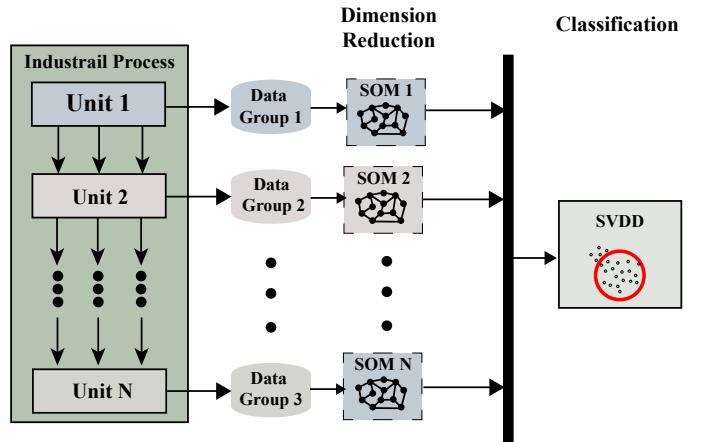 Dimension
Reduction
Classification
Industrail Process
Unit 1
Data
Group 1
SOM 1
Unit 2
Data
Group 2
SOM 2
SVDD
Unit N
Data
Group 3
SOM N